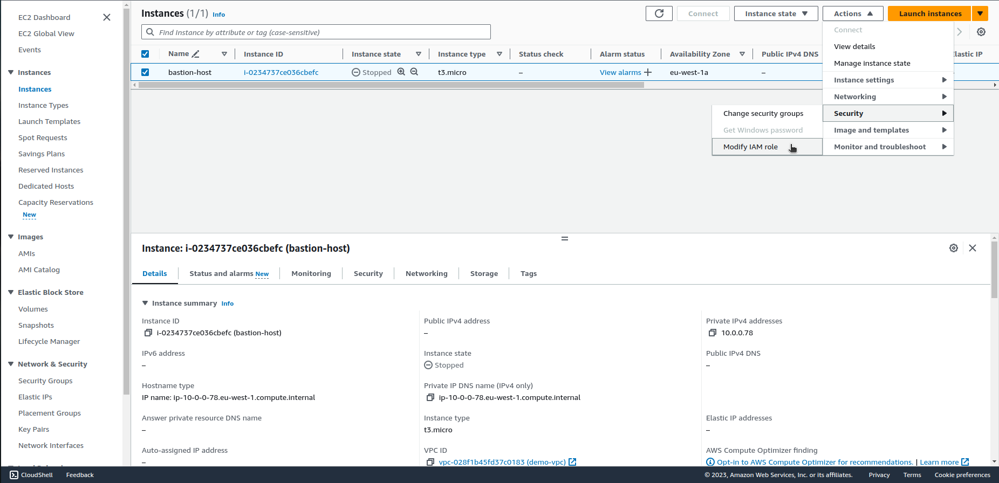 EC2 Dashboard
EC2 Global View
Events
Instances
Instances
Instance Types
Launch Templates
Spot Requests
Savings Plans
Reserved Instances
Dedicated Hosts
Capacity Reservations
New
Images
AMIs
AMI Catalog
Elastic Block Store
Volumes
Snapshots
Lifecycle Manager
Network & Security
Security Groups
Elastic IPs
Placement Groups
Key Pairs
Network Interfaces
Instances (1/1) Info
Connect Instance state Actions Launch instances
Find Instance by attribute or tag (case-sensitive)
Name Instance ID Instance state Instance type Status check Alarm status Availability Zone Public IPv4 DNS Elastic IP
bastion-host i-0234737ce036cbefc Stopped t3.micro – View alarms + eu-west-1a –
Connect
View details
Manage instance state
Instance settings
Networking
Security
Image and templates
Monitor and troubleshoot
Change security groups
Get Windows password
Modify IAM role
Instance: i-0234737ce036cbefc (bastion-host)
Details Status and alarms New Monitoring Security Networking Storage Tags
Instance summary Info
Instance ID
i-0234737ce036cbefc (bastion-host)
Public IPv4 address
–
Private IPv4 addresses
10.0.0.78
IPv6 address
–
Instance state
Stopped
Public IPv4 DNS
–
Hostname type
IP name: ip-10-0-0-78.eu-west-1.compute.internal
Private IP DNS name (IPv4 only)
ip-10-0-0-78.eu-west-1.compute.internal
Answer private resource DNS name
–
Instance type
t3.micro
Elastic IP addresses
–
Auto-assigned IP address
–
VPC ID
vpc-028f1b45fd37c0183 (demo-vpc)
AWS Compute Optimizer finding
Opt-in to AWS Compute Optimizer for recommendations. | Learn more
CloudShell Feedback © 2023, Amazon Web Services, Inc. or its affiliates. Privacy Terms Cookie preferences